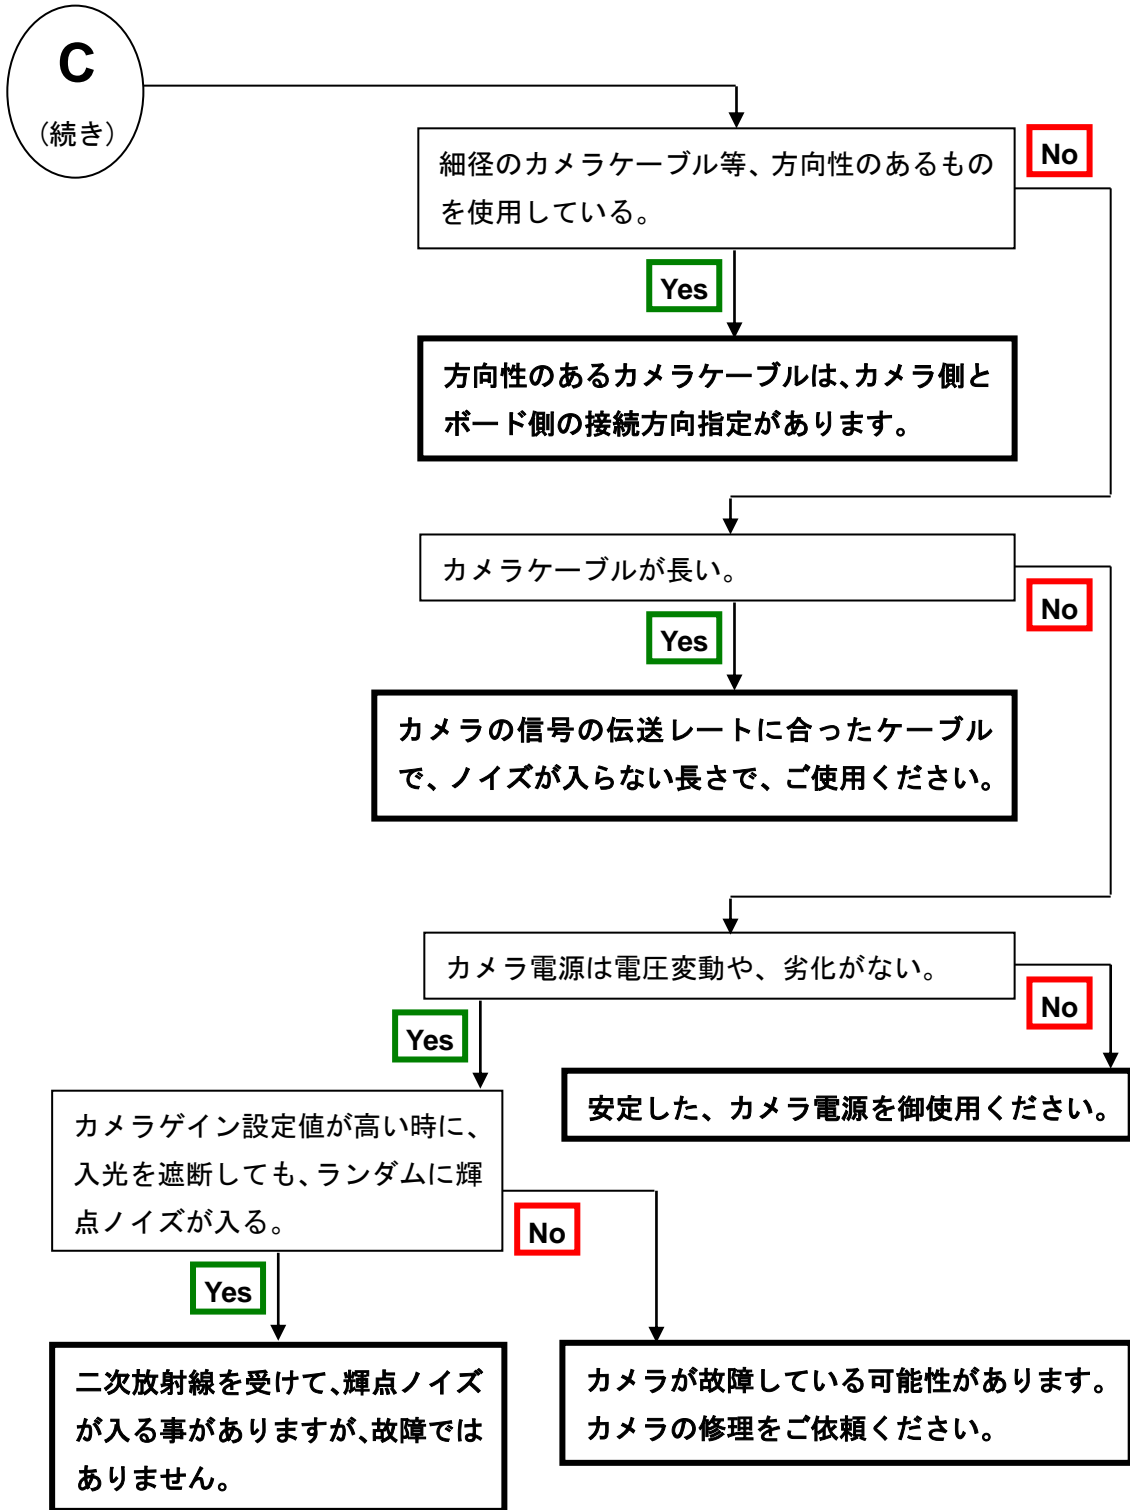 C
(続き)
細径のカメラケーブル等、方向性のあるもの
を使用している。
No
Yes
方向性のあるカメラケーブルは、カメラ側と
ボード側の接続方向指定があります。
カメラケーブルが長い。
No
Yes
カメラの信号の伝送レートに合ったケーブル
で、ノイズが入らない長さで、ご使用ください。
カメラ電源は電圧変動や、劣化がない。
No
Yes
安定した、カメラ電源を御使用ください。
カメラゲイン設定値が高い時に、
入光を遮断しても、ランダムに輝
点ノイズが入る。
No
Yes
二次放射線を受けて、輝点ノイズ
が入る事がありますが、故障では
ありません。
カメラが故障している可能性があります。
カメラの修理をご依頼ください。